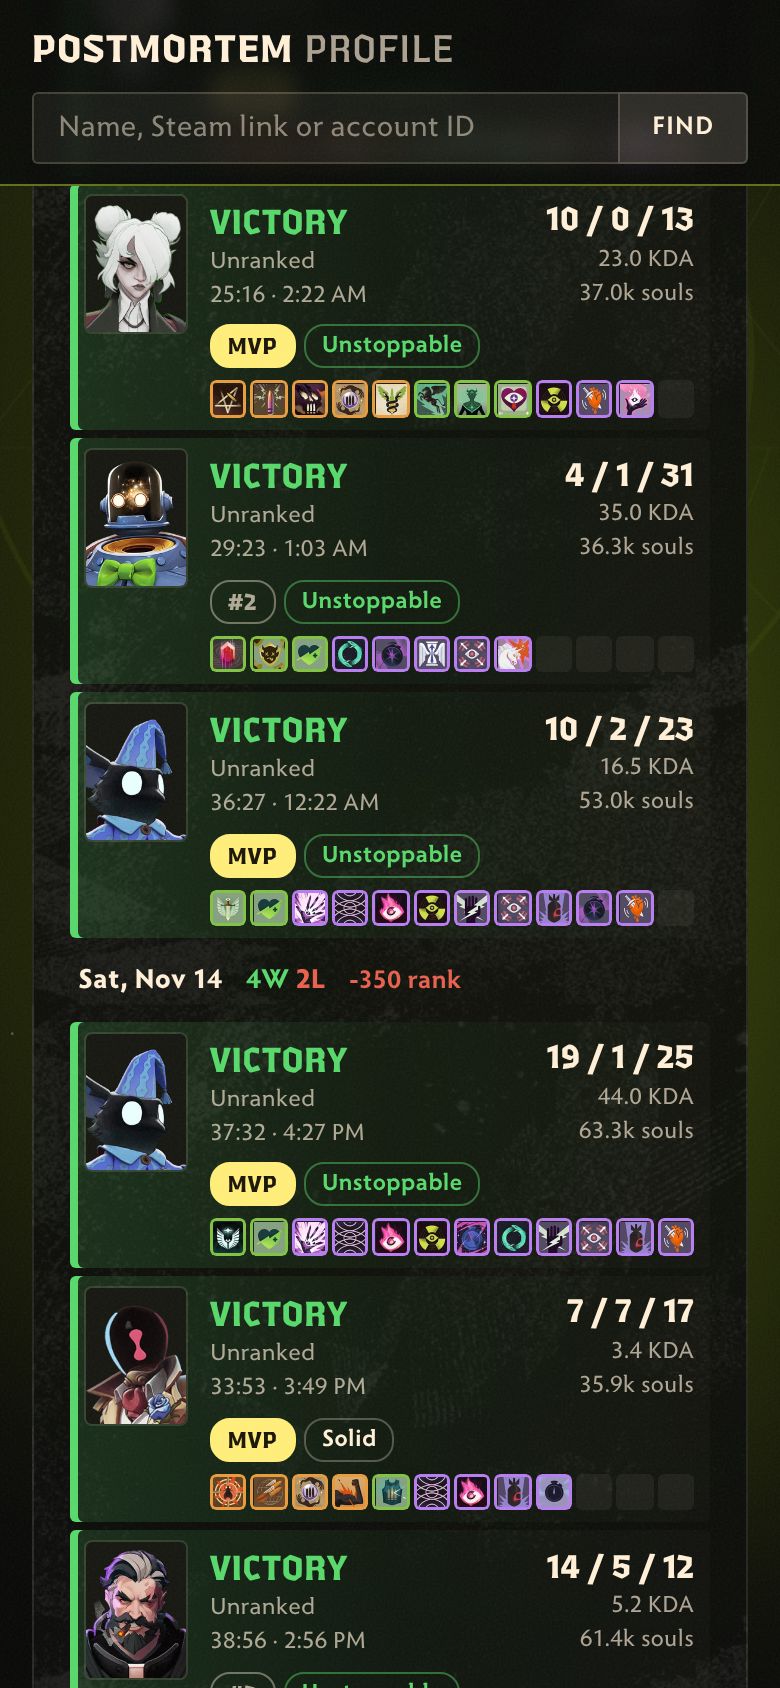 POSTMORTEM PROFILE
Name, Steam link or account ID FIND
VICTORY 10 / 0 / 13
Unranked 23.0 KDA
25:16 · 2:22 AM 37.0k souls
MVP Unstoppable
VICTORY 4 / 1 / 31
Unranked 35.0 KDA
29:23 · 1:03 AM 36.3k souls
#2 Unstoppable
VICTORY 10 / 2 / 23
Unranked 16.5 KDA
36:27 · 12:22 AM 53.0k souls
MVP Unstoppable
Sat, Nov 14 4W 2L -350 rank
VICTORY 19 / 1 / 25
Unranked 44.0 KDA
37:32 · 4:27 PM 63.3k souls
MVP Unstoppable
VICTORY 7 / 7 / 17
Unranked 3.4 KDA
33:53 · 3:49 PM 35.9k souls
MVP Solid
VICTORY 14 / 5 / 12
Unranked 5.2 KDA
38:56 · 2:56 PM 61.4k souls